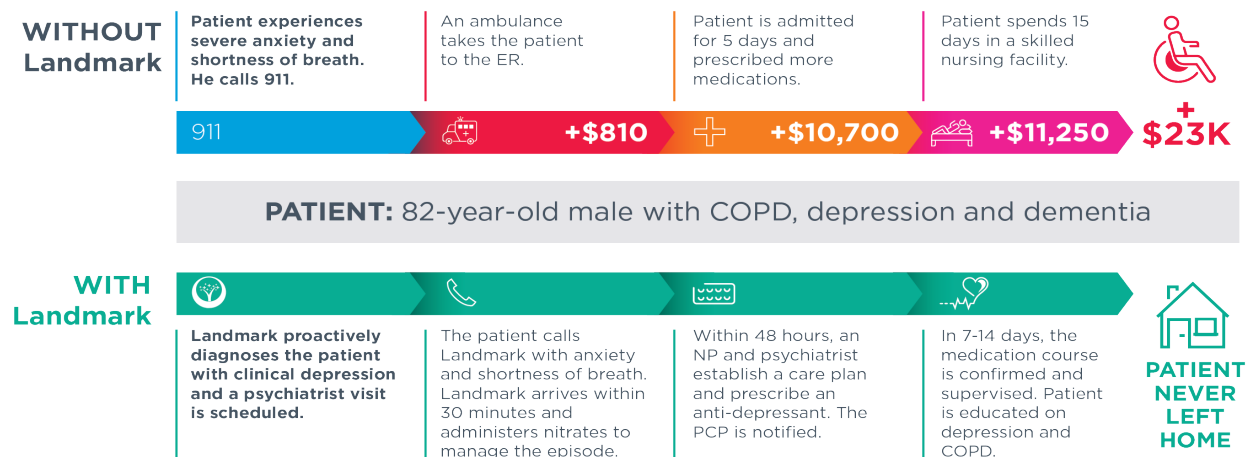 WITHOUT
Landmark
Patient experiences
severe anxiety and
shortness of breath.
He calls 911.
An ambulance
takes the patient
to the ER.
Patient is admitted
for 5 days and
prescribed more
medications.
Patient spends 15
days in a skilled
nursing facility.
911
+$810
+$10,700
+$11,250
+
$23K
PATIENT: 82-year-old male with COPD, depression and dementia
WITH
Landmark
Landmark proactively
diagnoses the patient
with clinical depression
and a psychiatrist visit
is scheduled.
The patient calls
Landmark with anxiety
and shortness of breath.
Landmark arrives within
30 minutes and
administers nitrates to
manage the episode.
Within 48 hours, an
NP and psychiatrist
establish a care plan
and prescribe an
anti-depressant. The
PCP is notified.
In 7-14 days, the
medication course
is confirmed and
supervised. Patient
is educated on
depression and
COPD.
PATIENT
NEVER
LEFT
HOME